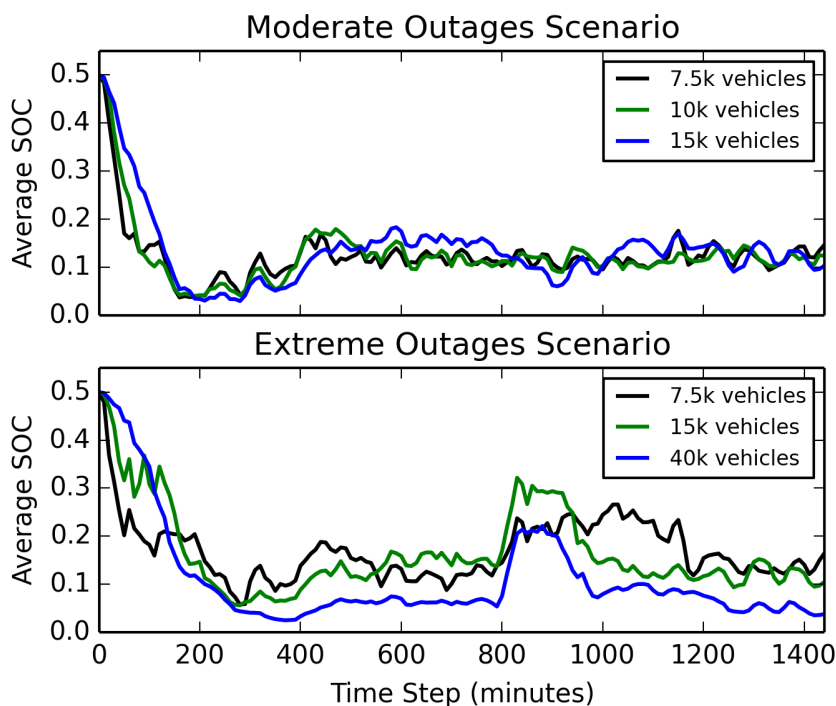 Moderate Outages Scenario
Average SOC
0.5
0.4
0.3
0.2
0.1
0.0
7.5k vehicles
10k vehicles
15k vehicles
Extreme Outages Scenario
Average SOC
0.5
0.4
0.3
0.2
0.1
0.0
7.5k vehicles
15k vehicles
40k vehicles
0 200 400 600 800 1000 1200 1400
Time Step (minutes)